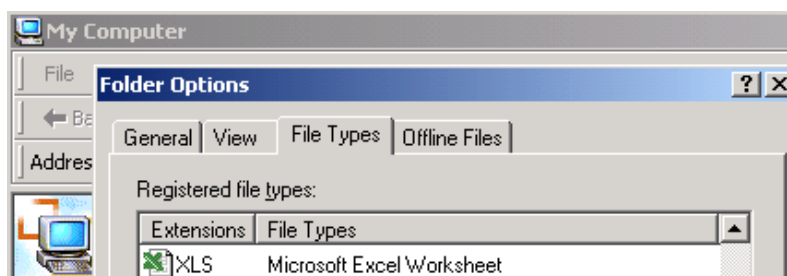 My Computer
File
Folder Options
Ba
General View File Types Offline Files
Addres
Registered file types:
Extensions File Types
XLS Microsoft Excel Worksheet